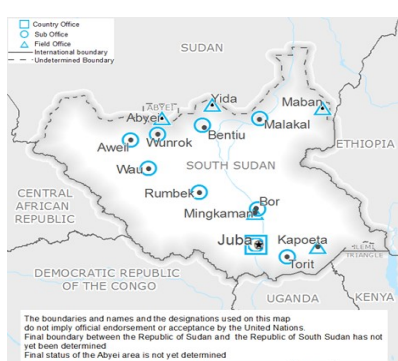 Country Office
Sub Office
Field Office
International boundary
Undetermined Boundary
SUDAN
ABYEI
Abyei
Yida
Maban
Aweil
Wunrok
Bentiu
Malakal
ETHIOPIA
Wau
SOUTH SUDAN
CENTRAL
AFRICAN
REPUBLIC
Rumbek
Bor
Mingkaman
Juba
Kapoeta
ILEMI
TRIANGLE
Torit
DEMOCRATIC REPUBLIC
OF THE CONGO
UGANDA
KENYA
The boundaries and names and the designations used on this map
do not imply official endorsement or acceptance by the United Nations.
Final boundary between the Republic of Sudan and the Republic of South Sudan has not
yet been determined
Final status of the Abyei area is not yet determined